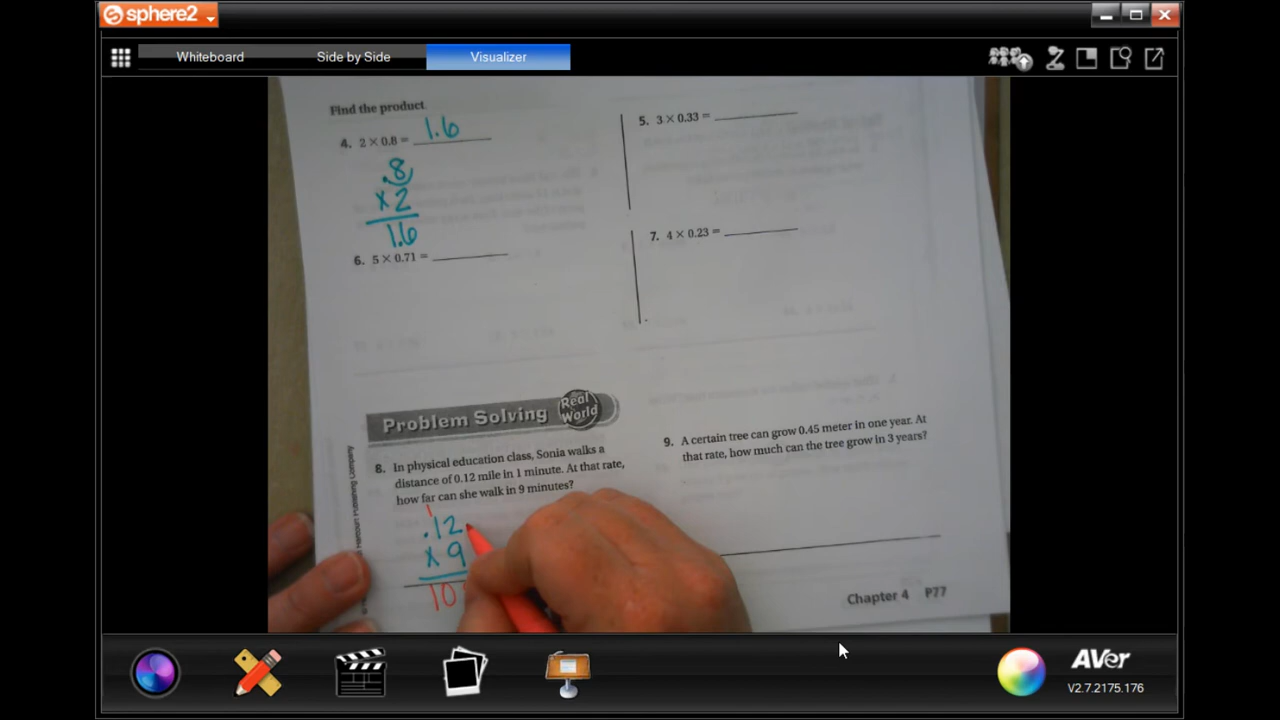 sphere2
Whiteboard Side by Side Visualizer
Find the product.
4. 2 × 0.8 = 1.6
.8
× 2
1.6
5. 3 × 0.33 =
6. 5 × 0.71 =
7. 4 × 0.23 =
Problem Solving Real World
8. In physical education class, Sonia walks a
distance of 0.12 mile in 1 minute. At that rate,
how far can she walk in 9 minutes?
1
.12
× 9
10
9. A certain tree can grow 0.45 meter in one year. At
that rate, how much can the tree grow in 3 years?
Harcourt Publishing Company
Chapter 4 P77
AVer
V2.7.2175.176